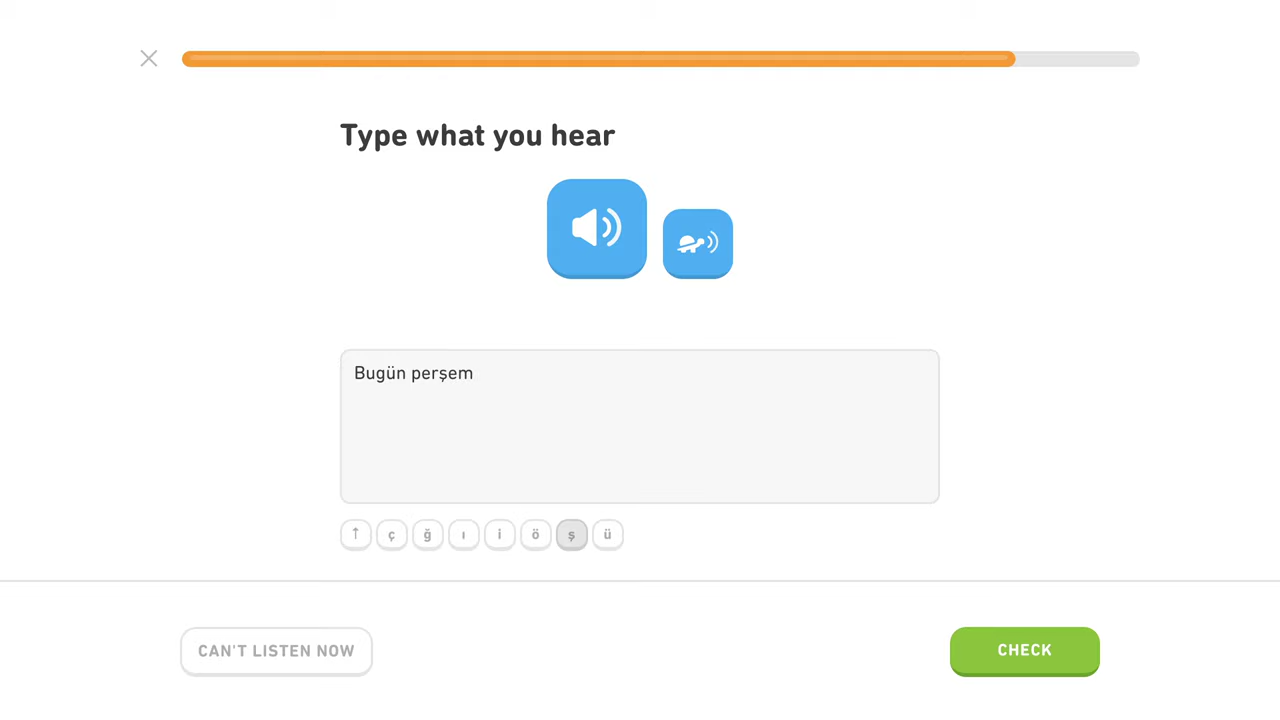 Type what you hear
Bugün perşem
↑ ç ğ ı i ö ş ü
CAN'T LISTEN NOW
CHECK